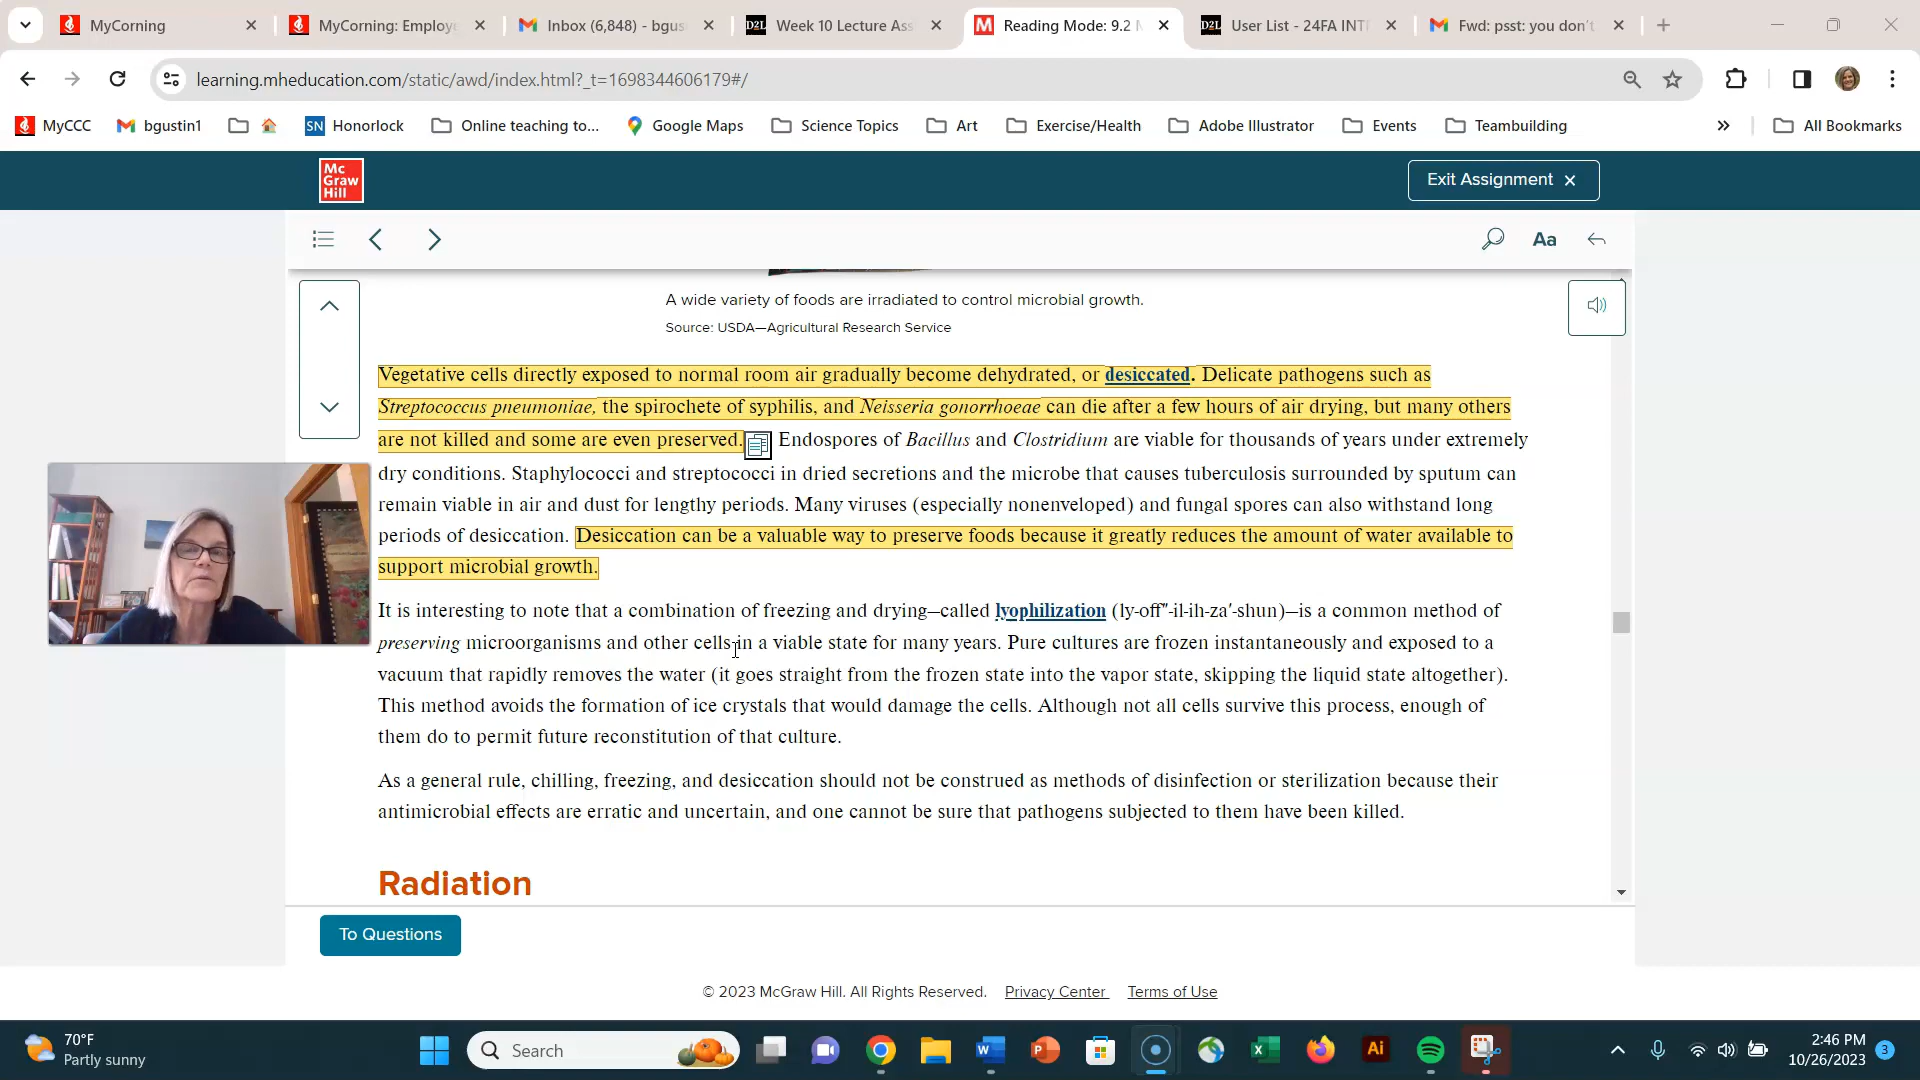 MyCorning
MyCorning: Employe
Inbox (6,848) - bgus
D2L Week 10 Lecture Ass
M Reading Mode: 9.2 M
D2L User List - 24FA INT
Fwd: psst: you don't
learning.mheducation.com/static/awd/index.html?_t=1698344606179#/
MyCCC
bgustin1
SN Honorlock
Online teaching to...
Google Maps
Science Topics
Art
Exercise/Health
Adobe Illustrator
Events
Teambuilding
All Bookmarks
Mc
Graw
Hill
Exit Assignment
Aa
A wide variety of foods are irradiated to control microbial growth.
Source: USDA—Agricultural Research Service
Vegetative cells directly exposed to normal room air gradually become dehydrated, or desiccated. Delicate pathogens such as
Streptococcus pneumoniae, the spirochete of syphilis, and Neisseria gonorrhoeae can die after a few hours of air drying, but many others
are not killed and some are even preserved. Endospores of Bacillus and Clostridium are viable for thousands of years under extremely
dry conditions. Staphylococci and streptococci in dried secretions and the microbe that causes tuberculosis surrounded by sputum can
remain viable in air and dust for lengthy periods. Many viruses (especially nonenveloped) and fungal spores can also withstand long
periods of desiccation. Desiccation can be a valuable way to preserve foods because it greatly reduces the amount of water available to
support microbial growth.
It is interesting to note that a combination of freezing and drying—called lyophilization (ly-off″-il-ih-za′-shun)—is a common method of
preserving microorganisms and other cells in a viable state for many years. Pure cultures are frozen instantaneously and exposed to a
vacuum that rapidly removes the water (it goes straight from the frozen state into the vapor state, skipping the liquid state altogether).
This method avoids the formation of ice crystals that would damage the cells. Although not all cells survive this process, enough of
them do to permit future reconstitution of that culture.
As a general rule, chilling, freezing, and desiccation should not be construed as methods of disinfection or sterilization because their
antimicrobial effects are erratic and uncertain, and one cannot be sure that pathogens subjected to them have been killed.
Radiation
To Questions
© 2023 McGraw Hill. All Rights Reserved. Privacy Center Terms of Use
70°F
Partly sunny
Search
W
P
X
Ai
2:46 PM
10/26/2023
3